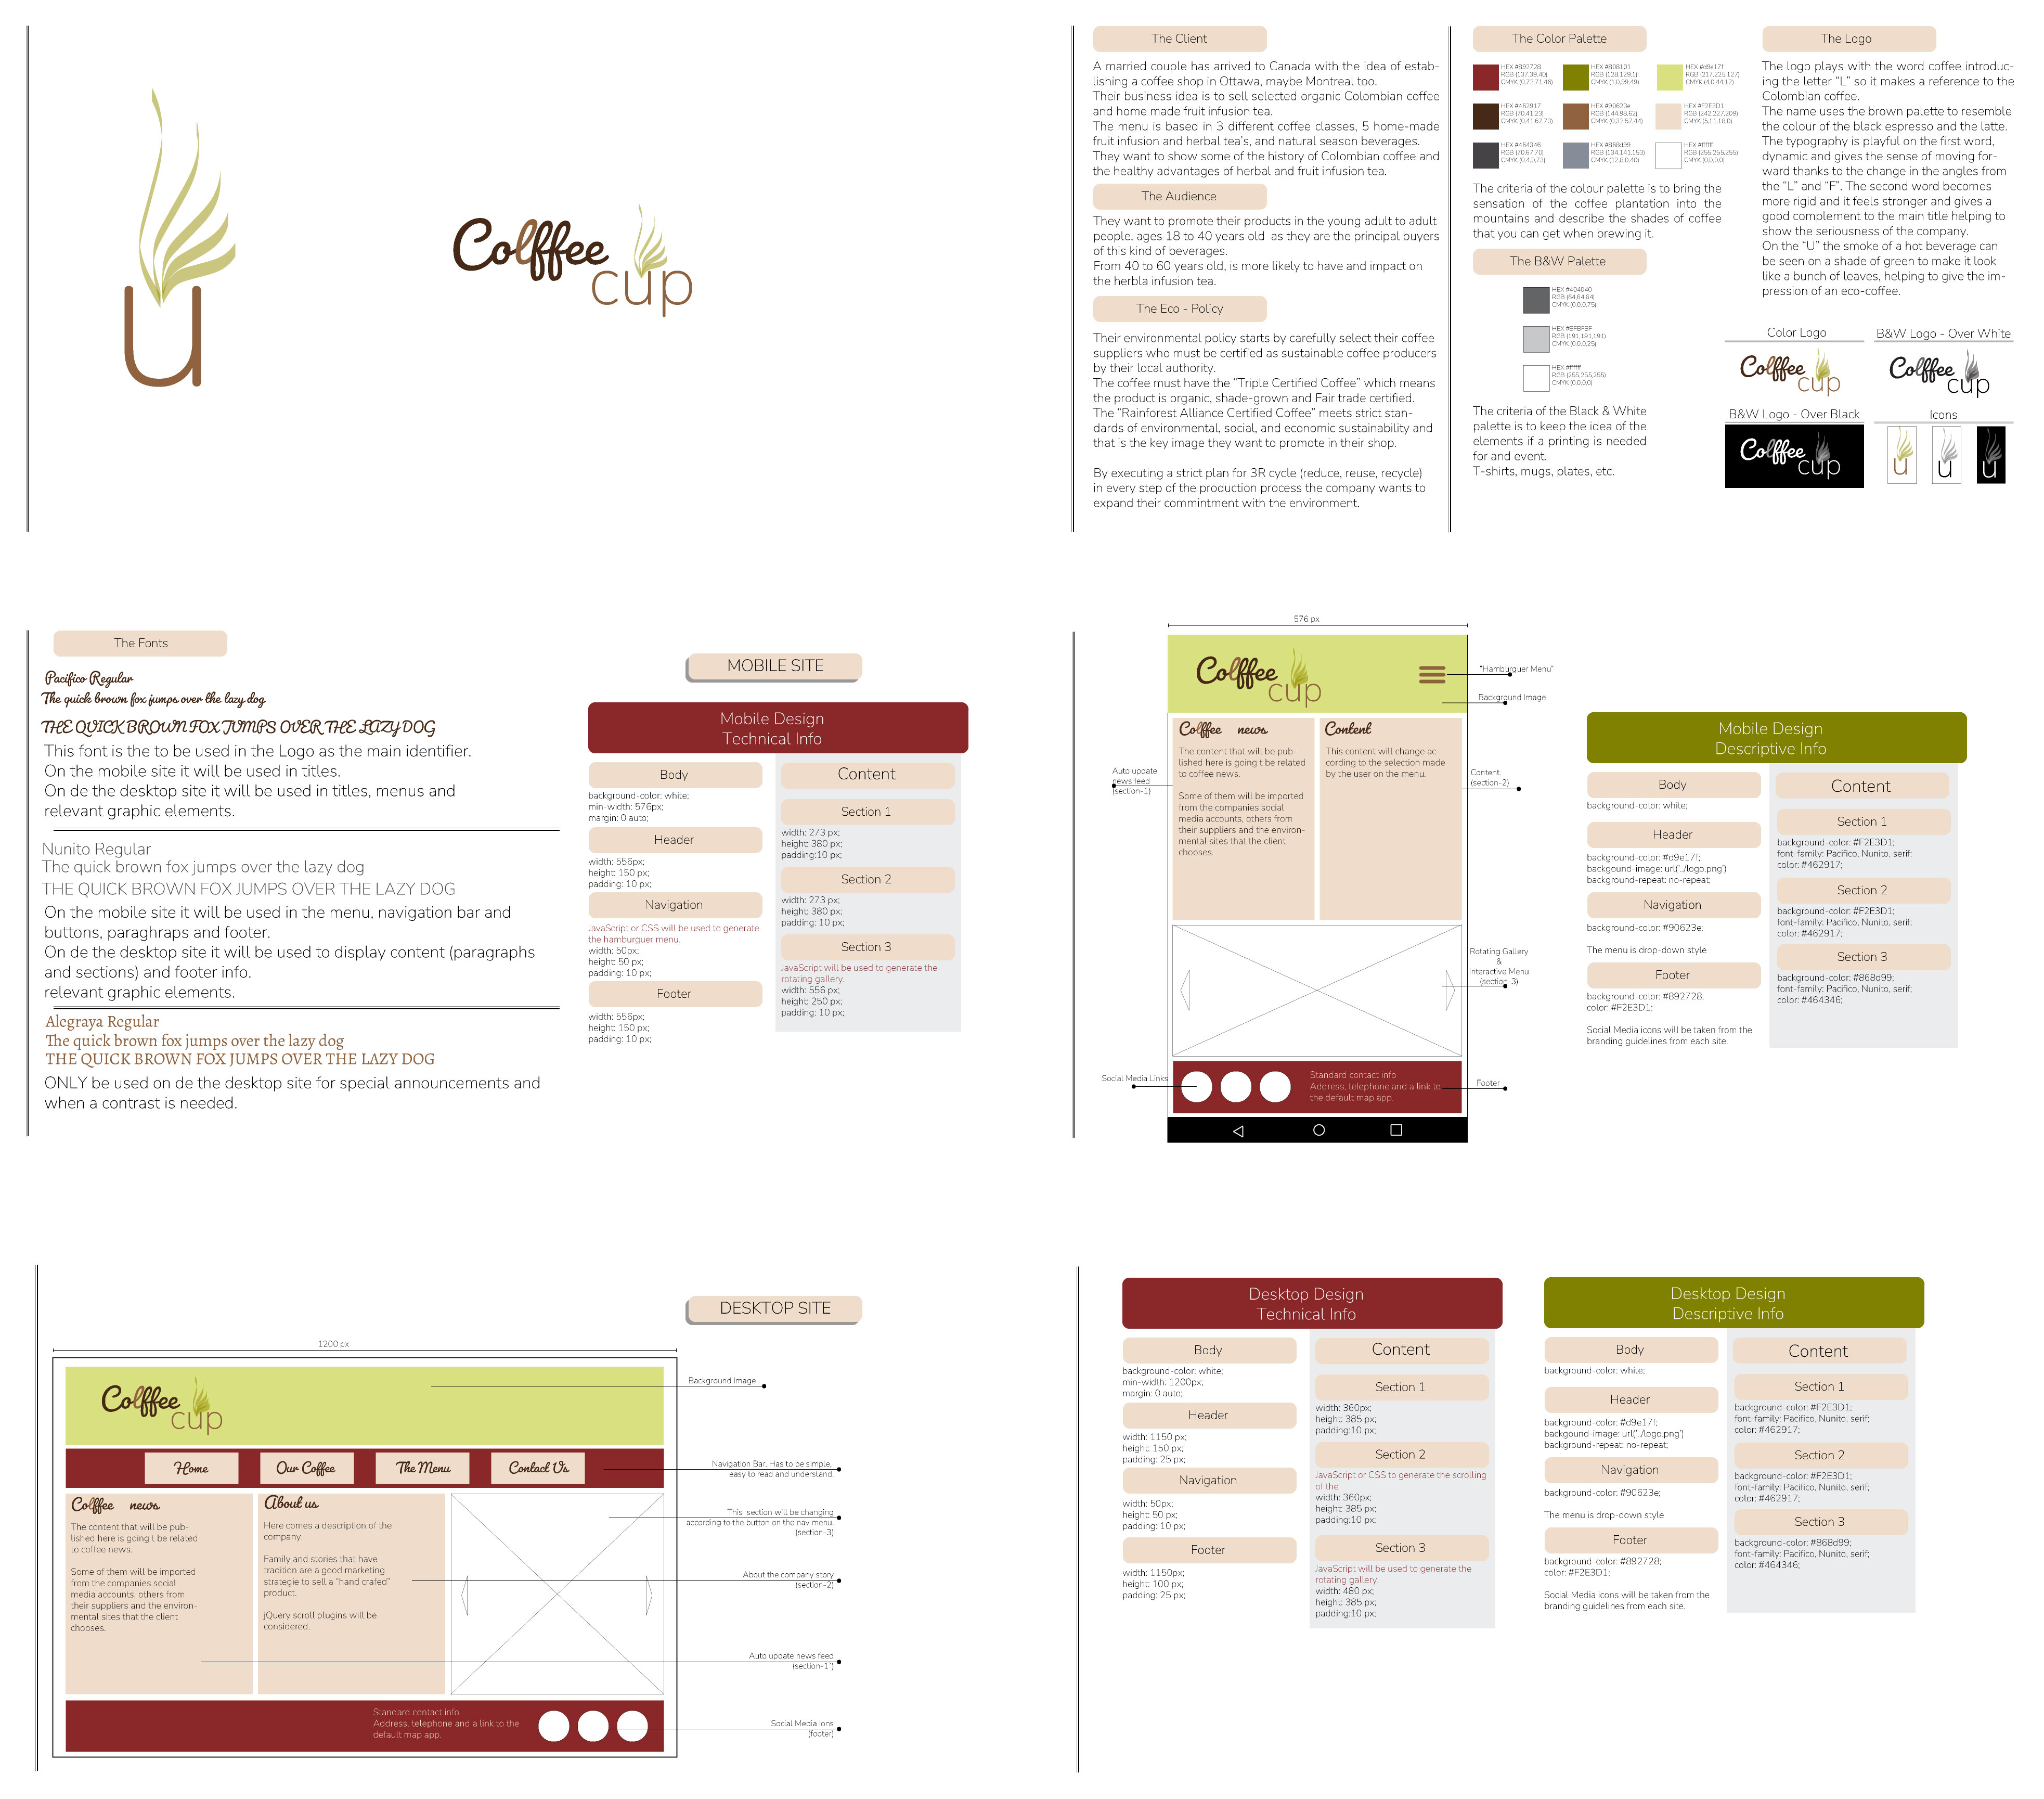 u
Colffee
cup
The Client
A married couple has arrived to Canada with the idea of estab-
lishing a coffee shop in Ottawa, maybe Montreal too.
Their business idea is to sell selected organic Colombian coffee
and home made fruit infusion tea.
The menu is based in 3 different coffee classes, 5 home-made
fruit infusion and herbal tea's, and natural season beverages.
They want to show some of the history of Colombian coffee and
the healthy advantages of herbal and fruit infusion tea.
The Audience
They want to promote their products in the young adult to adult
people, ages 18 to 40 years old as they are the principal buyers
of this kind of beverages.
From 40 to 60 years old, is more likely to have and impact on
the herbla infusion tea.
The Eco - Policy
Their environmental policy starts by carefully select their coffee
suppliers who must be certified as sustainable coffee producers
by their local authority.
The coffee must have the “Triple Certified Coffee” which means
the product is organic, shade-grown and Fair trade certified.
The “Rainforest Alliance Certified Coffee” meets strict stan-
dards of environmental, social, and economic sustainability and
that is the key image they want to promote in their shop.
By executing a strict plan for 3R cycle (reduce, reuse, recycle)
in every step of the production process the company wants to
expand their commintment with the environment.
The Color Palette
HEX #892728
RGB (137,39,40)
CMYK (0,72,71,46)
HEX #808101
RGB (128,129,1)
CMYK (1,0,99,49)
HEX #d9e17f
RGB (217,225,127)
CMYK (4,0,44,12)
HEX #462917
RGB (70,41,23)
CMYK (0,41,67,73)
HEX #90623e
RGB (144,98,62)
CMYK (0,32,57,44)
HEX #F2E3D1
RGB (242,227,209)
CMYK (5,11,18,0)
HEX #464346
RGB (70,67,70)
CMYK (0,4,0,73)
HEX #868d99
RGB (134,141,153)
CMYK (12,8,0,40)
HEX #ffffff
RGB (255,255,255)
CMYK (0,0,0,0)
The criteria of the colour palette is to bring the
sensation of the coffee plantation into the
mountains and describe the shades of coffee
that you can get when brewing it.
The B&W Palette
HEX #404040
RGB (64,64,64)
CMYK (0,0,0,75)
HEX #BFBFBF
RGB (191,191,191)
CMYK (0,0,0,25)
HEX #ffffff
RGB (255,255,255)
CMYK (0,0,0,0)
The criteria of the Black & White
palette is to keep the idea of the
elements if a printing is needed
for and event.
T-shirts, mugs, plates, etc.
The Logo
The logo plays with the word coffee introduc-
ing the letter “L” so it makes a reference to the
Colombian coffee.
The name uses the brown palette to resemble
the colour of the black espresso and the latte.
The typography is playful on the first word,
dynamic and gives the sense of moving for-
ward thanks to the change in the angles from
the “L” and “F”. The second word becomes
more rigid and it feels stronger and gives a
good complement to the main title helping to
show the seriousness of the company.
On the “U” the smoke of a hot beverage can
be seen on a shade of green to make it look
like a bunch of leaves, helping to give the im-
pression of an eco-coffee.
Color Logo
Colffee
cup
B&W Logo - Over White
Colffee
cup
B&W Logo - Over Black
Colffee
cup
Icons
u u u
The Fonts
Pacifico Regular
The quick brown fox jumps over the lazy dog
THE QUICK BROWN FOX JUMPS OVER THE LAZY DOG
This font is the to be used in the Logo as the main identifier.
On the mobile site it will be used in titles.
On de the desktop site it will be used in titles, menus and
relevant graphic elements.
Nunito Regular
The quick brown fox jumps over the lazy dog
THE QUICK BROWN FOX JUMPS OVER THE LAZY DOG
On the mobile site it will be used in the menu, navigation bar and
buttons, paraghraps and footer.
On de the desktop site it will be used to display content (paragraphs
and sections) and footer info.
relevant graphic elements.
Alegraya Regular
The quick brown fox jumps over the lazy dog
THE QUICK BROWN FOX JUMPS OVER THE LAZY DOG
ONLY be used on de the desktop site for special announcements and
when a contrast is needed.
MOBILE SITE
Mobile Design
Technical Info
Body
background-color: white;
min-width: 576px;
margin: 0 auto;
Header
width: 556px;
height: 150 px;
padding: 10 px;
Navigation
JavaScript or CSS will be used to generate
the hamburguer menu.
width: 50px;
height: 50 px;
padding: 10 px;
Footer
width: 556px;
height: 150 px;
padding: 10 px;
Content
Section 1
width: 273 px;
height: 380 px;
padding:10 px;
Section 2
width: 273 px;
height: 380 px;
padding: 10 px;
Section 3
JavaScript will be used to generate the
rotating gallery.
width: 556 px;
height: 250 px;
padding: 10 px;
576 px
Colffee
cup
"Hamburguer Menu"
Background Image
Colffee news
The content that will be pub-
lished here is going t be related
to coffee news.
Some of them will be imported
from the companies social
media accounts, others from
their suppliers and the environ-
mental sites that the client
chooses.
Content
This content will change ac-
cording to the selection made
by the user on the menu.
Auto update
news feed
(section-1)
Content.
(section-2)
Rotating Gallery
&
Interactive Menu
(section-3)
Social Media Links
Standard contact info
Address, telephone and a link to
the default map app.
Footer
Mobile Design
Descriptive Info
Body
background-color: white;
Header
background-color: #d9e17f;
backgound-image: url('../logo.png')
background-repeat: no-repeat;
Navigation
background-color: #90623e;
The menu is drop-down style
Footer
background-color: #892728;
color: #F2E3D1;
Social Media icons will be taken from the
branding guidelines from each site.
Content
Section 1
background-color: #F2E3D1;
font-family: Pacifico, Nunito, serif;
color: #462917;
Section 2
background-color: #F2E3D1;
font-family: Pacifico, Nunito, serif;
color: #462917;
Section 3
background-color: #868d99;
font-family: Pacifico, Nunito, serif;
color: #464346;
DESKTOP SITE
1200 px
Colffee
cup
Background Image
Home
Our Coffee
The Menu
Contact Us
Navigation Bar. Has to be simple,
easy to read and understand.
Colffee news
The content that will be pub-
lished here is going t be related
to coffee news.
Some of them will be imported
from the companies social
media accounts, others from
their suppliers and the environ-
mental sites that the client
chooses.
About us
Here comes a description of the
company.
Family and stories that have
tradition are a good marketing
strategie to sell a "hand crafed"
product.
jQuery scroll plugins will be
considered.
This section will be changing
according to the button on the nav menu.
(section-3)
About the company story
(section-2)
Auto update news feed
(section-1')
Standard contact info
Address, telephone and a link to the
default map app.
Social Media Ions
(footer)
Desktop Design
Technical Info
Body
background-color: white;
min-width: 1200px;
margin: 0 auto;
Header
width: 1150 px;
height: 150 px;
padding: 25 px;
Navigation
width: 50px;
height: 50 px;
padding: 10 px;
Footer
width: 1150px;
height: 100 px;
padding: 25 px;
Content
Section 1
width: 360px;
height: 385 px;
padding:10 px;
Section 2
JavaScript or CSS to generate the scrolling
of the
width: 360px;
height: 385 px;
padding:10 px;
Section 3
JavaScript will be used to generate the
rotating gallery.
width: 480 px;
height: 385 px;
padding:10 px;
Desktop Design
Descriptive Info
Body
background-color: white;
Header
background-color: #d9e17f;
backgound-image: url('../logo.png')
background-repeat: no-repeat;
Navigation
background-color: #90623e;
The menu is drop-down style
Footer
background-color: #892728;
color: #F2E3D1;
Social Media icons will be taken from the
branding guidelines from each site.
Content
Section 1
background-color: #F2E3D1;
font-family: Pacifico, Nunito, serif;
color: #462917;
Section 2
background-color: #F2E3D1;
font-family: Pacifico, Nunito, serif;
color: #462917;
Section 3
background-color: #868d99;
font-family: Pacifico, Nunito, serif;
color: #464346;